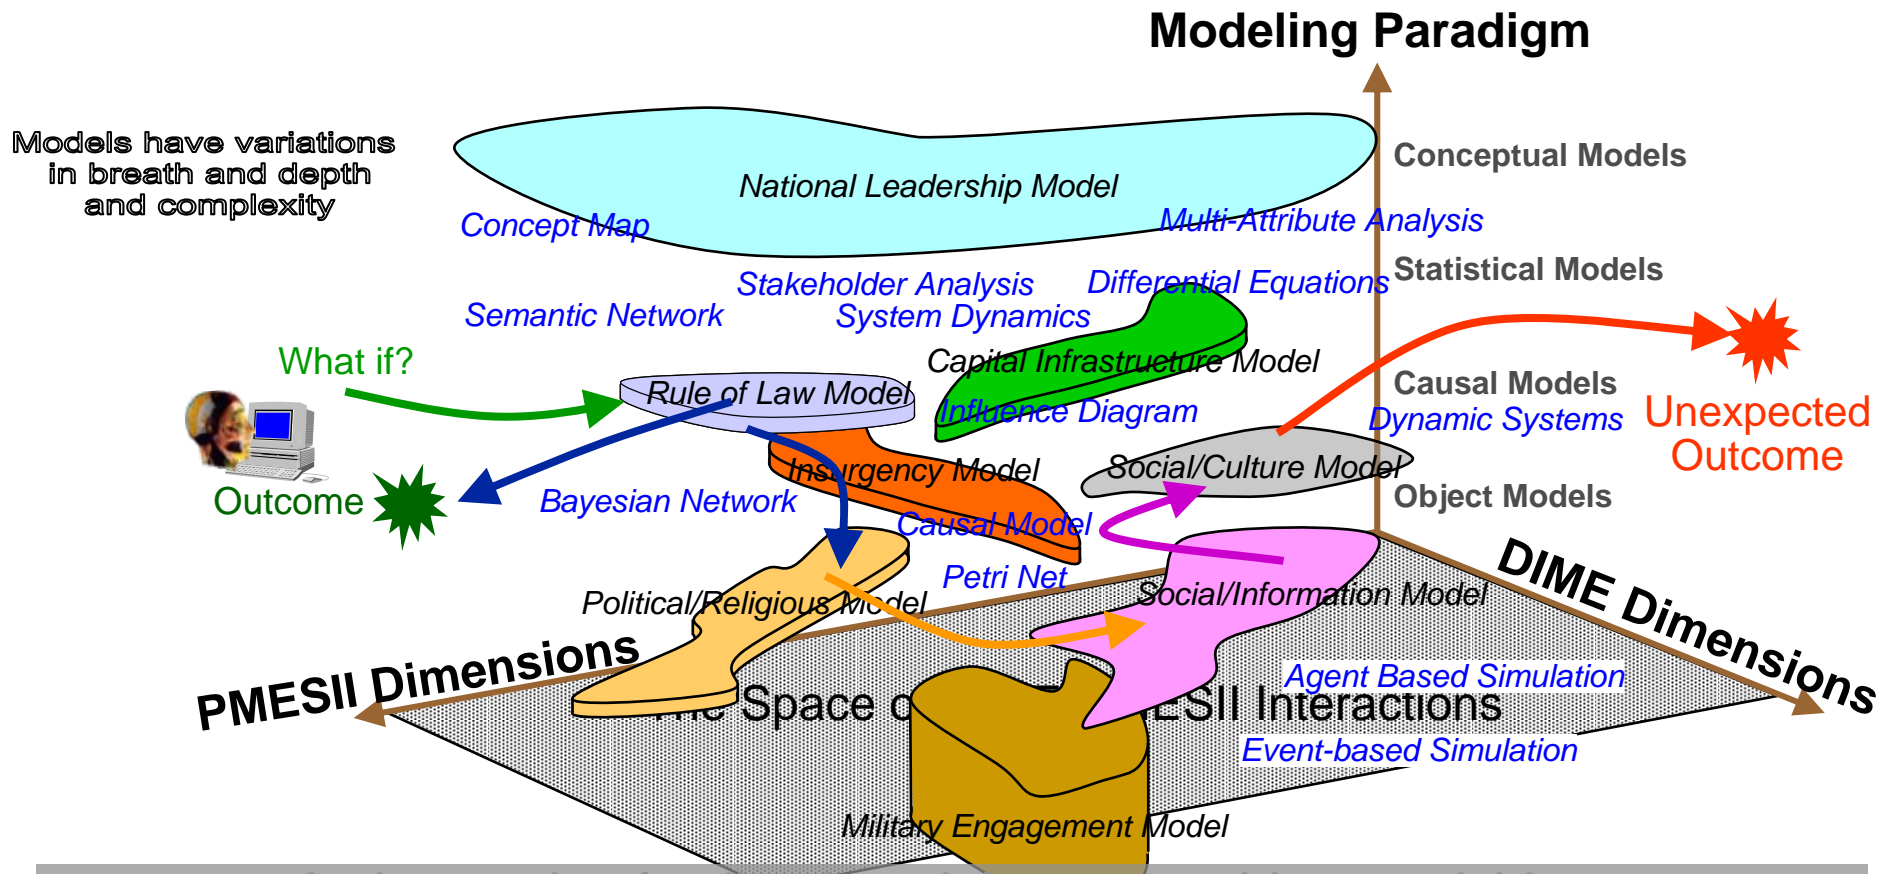 Modeling Paradigm
Models have variations
in breath and depth
and complexity
Conceptual Models
National Leadership Model
Concept Map
Multi-Attribute Analysis
Statistical Models
Stakeholder Analysis
Differential Equations
Semantic Network
System Dynamics
What if?
Capital Infrastructure Model
Rule of Law Model
Causal Models
Influence Diagram
Dynamic Systems
Unexpected
Outcome
Insurgency Model
Social/Culture Model
Outcome
Bayesian Network
Object Models
Causal Model
Petri Net
Political/Religious Model
Social/Information Model
DIME Dimensions
PMESII Dimensions
Agent Based Simulation
Space Interactions
Event-based Simulation
Military Engagement Model